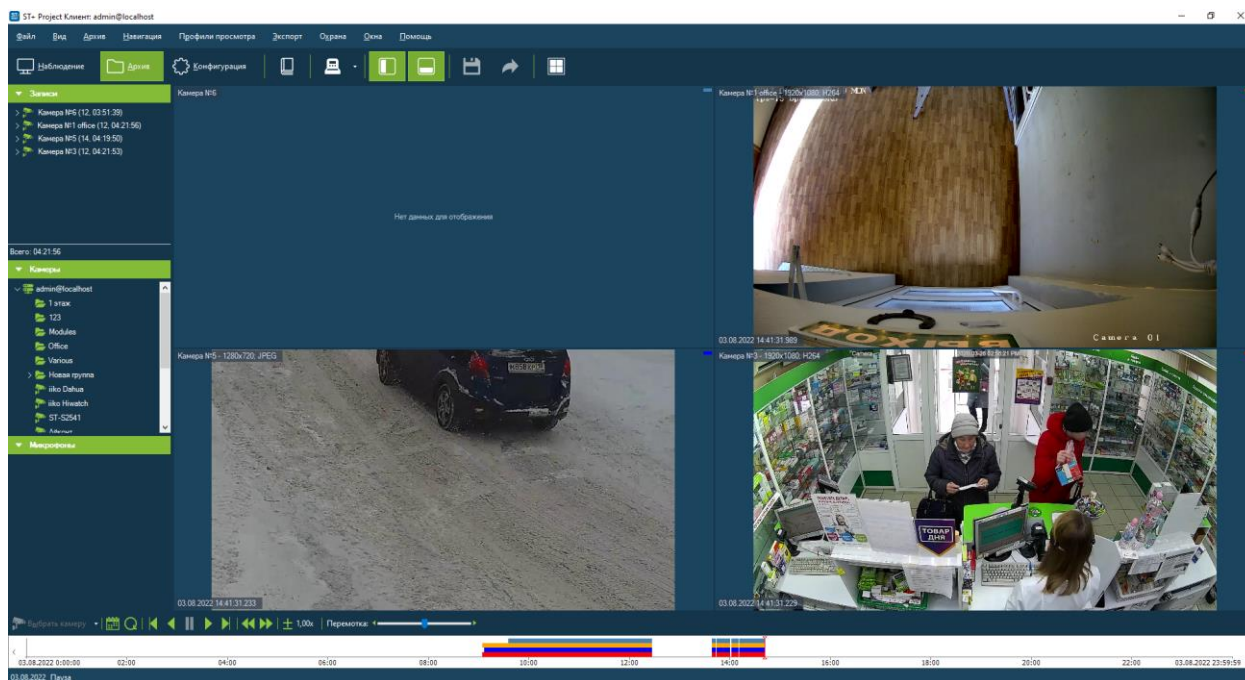 ST+ Project Клиент: admin@localhost
Файл Вид Архив Навигация Профили просмотра Экспорт Охрана Окна Помощь
Наблюдение Архив Конфигурация
Записи
Камера №6 (12, 03:51:39)
Камера №1 office (12, 04:21:56)
Камера №5 (14, 04:19:50)
Камера №3 (12, 04:21:53)
Всего: 04:21:56
Камеры
admin@localhost
1 этаж
123
Modules
Office
Various
Новая группа
iiko Dahua
iiko Hiwatch
ST-S2541
Микрофоны
Камера №6
Нет данных для отображения
Камера №1 office - 1920x1080; H264
ВЫХОД
Camera 01
03.08.2022 14:41:31.989
Камера №5 - 1280x720; JPEG
03.08.2022 14:41:31.233
Камера №3 - 1920x1080; H264
ТОВАР
ДНЯ
03.08.2022 14:41:31.229
Выбрать камеру 1,00x Перемотка:
03.08.2022 0:00:00 02:00 04:00 06:00 08:00 10:00 12:00 14:00 16:00 18:00 20:00 22:00 03.08.2022 23:59:59
03.08.2022 Пауза